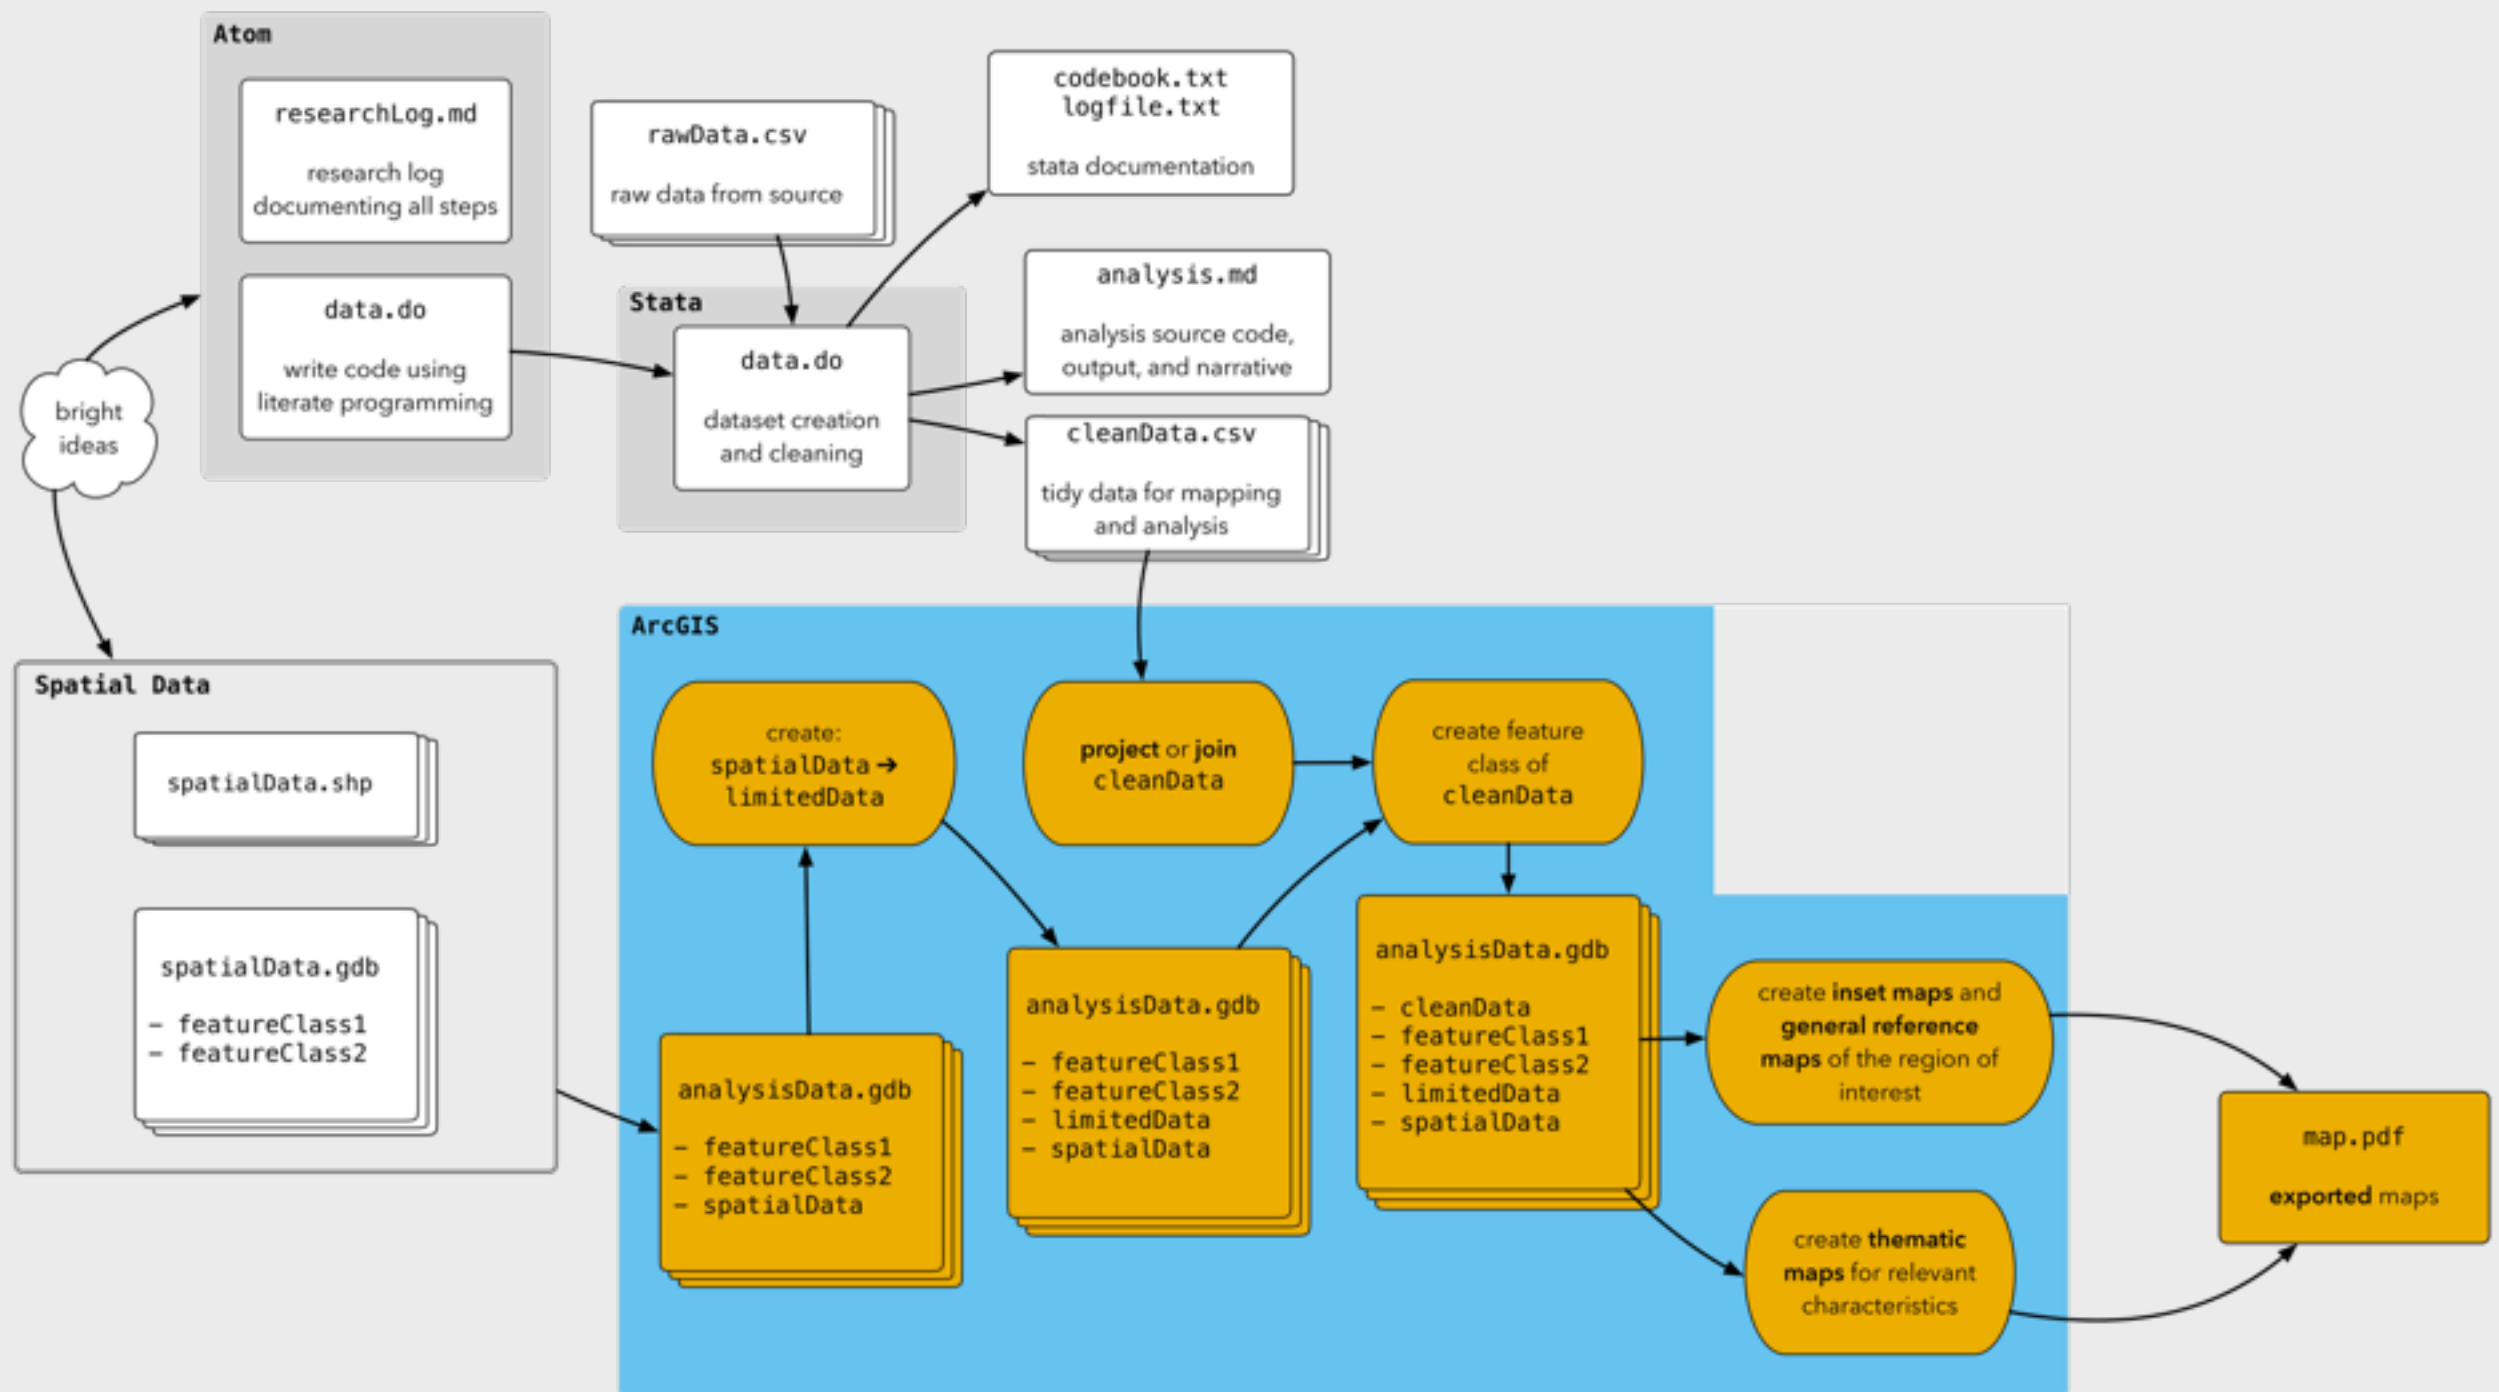 Atom
researchLog.md
research log
documenting all steps
data.do
write code using
literate programming
bright
ideas
rawData.csv
raw data from source
Stata
data.do
dataset creation
and cleaning
codebook.txt
logfile.txt
stata documentation
analysis.md
analysis source code,
output, and narrative
cleanData.csv
tidy data for mapping
and analysis
Spatial Data
spatialData.shp
spatialData.gdb
– featureClass1
– featureClass2
ArcGIS
create:
spatialData ➔
limitedData
project or join
cleanData
create feature
class of
cleanData
analysisData.gdb
– featureClass1
– featureClass2
– spatialData
analysisData.gdb
– featureClass1
– featureClass2
– limitedData
– spatialData
analysisData.gdb
– cleanData
– featureClass1
– featureClass2
– limitedData
– spatialData
create inset maps and
general reference
maps of the region of
interest
create thematic
maps for relevant
characteristics
map.pdf
exported maps